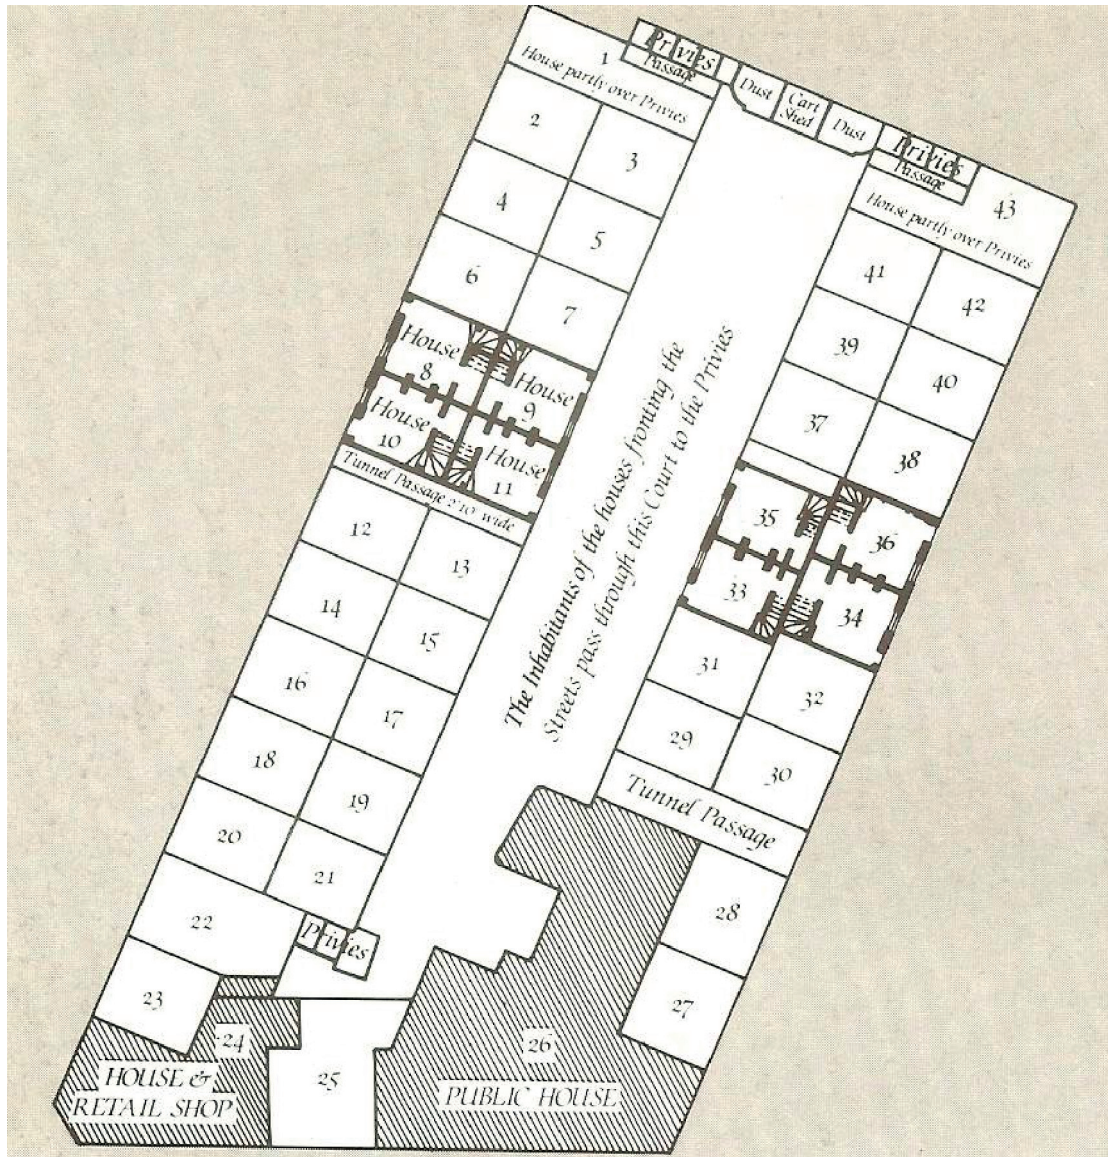 Privies
Passage
1
House partly over Privies
Dust
Cart
Shed
Dust
Privies
Passage
43
House partly over Privies
2
3
4
5
6
7
41
42
39
40
37
38
House
8
House
9
House
10
House
11
Tunnel Passage 2'10" wide
The Inhabitants of the houses fronting the
Streets pass through this Court to the Privies
35
36
33
34
12
13
14
15
16
17
18
19
20
21
31
32
29
30
Tunnel Passage
22
Privies
23
28
27
24
HOUSE &
RETAIL SHOP
25
26
PUBLIC HOUSE